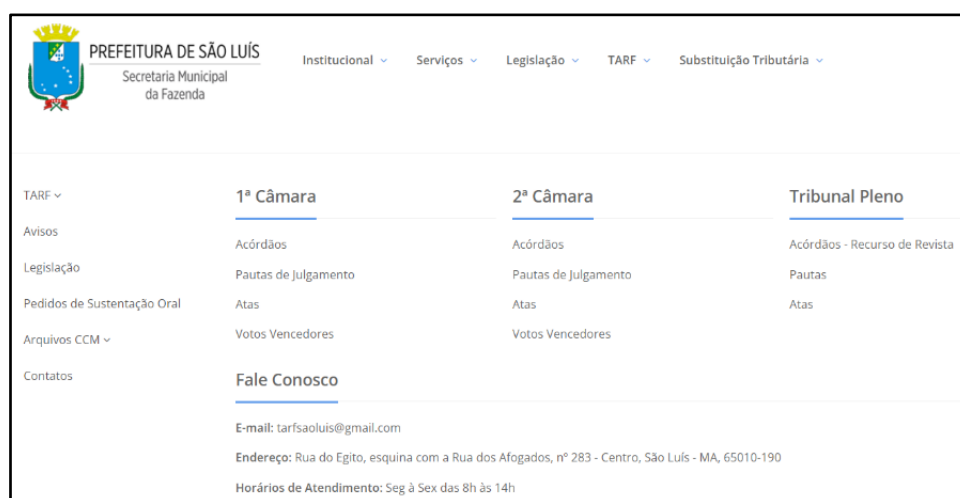 PREFEITURA DE SÃO LUÍS
Secretaria Municipal
da Fazenda
Institucional
Serviços
Legislação
TARF
Substituição Tributária
TARF
Avisos
Legislação
Pedidos de Sustentação Oral
Arquivos CCM
Contatos
1ª Câmara
Acórdãos
Pautas de Julgamento
Atas
Votos Vencedores
2ª Câmara
Acórdãos
Pautas de Julgamento
Atas
Votos Vencedores
Tribunal Pleno
Acórdãos - Recurso de Revista
Pautas
Atas
Fale Conosco
E-mail: tarfsaoluis@gmail.com
Endereço: Rua do Egito, esquina com a Rua dos Afogados, nº 283 - Centro, São Luís - MA, 65010-190
Horários de Atendimento: Seg à Sex das 8h às 14h